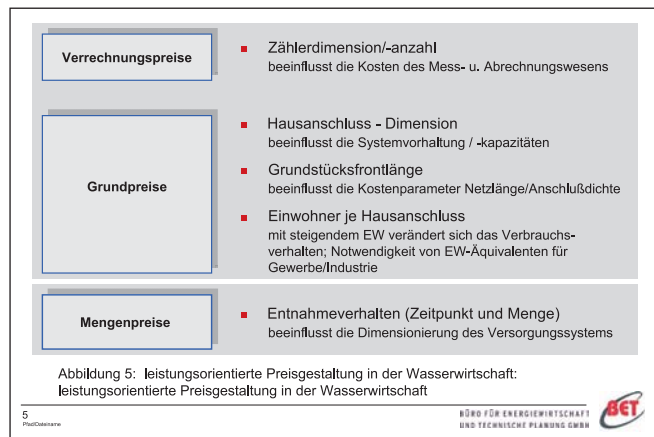 Verrechnungspreise
Zählerdimension/-anzahl
beeinflusst die Kosten des Mess- u. Abrechnungswesens
Grundpreise
Hausanschluss - Dimension
beeinflusst die Systemvorhaltung / -kapazitäten
Grundstücksfrontlänge
beeinflusst die Kostenparameter Netzlänge/Anschlußdichte
Einwohner je Hausanschluss
mit steigendem EW verändert sich das Verbrauchs-
verhalten; Notwendigkeit von EW-Äquivalenten für
Gewerbe/Industrie
Mengenpreise
Entnahmeverhalten (Zeitpunkt und Menge)
beeinflusst die Dimensionierung des Versorgungssystems
Abbildung 5: leistungsorientierte Preisgestaltung in der Wasserwirtschaft:
leistungsorientierte Preisgestaltung in der Wasserwirtschaft
5
Pfad/Dateiname
BÜRO FÜR ENERGIEWIRTSCHAFT
UND TECHNISCHE PLANUNG GMBH
BET